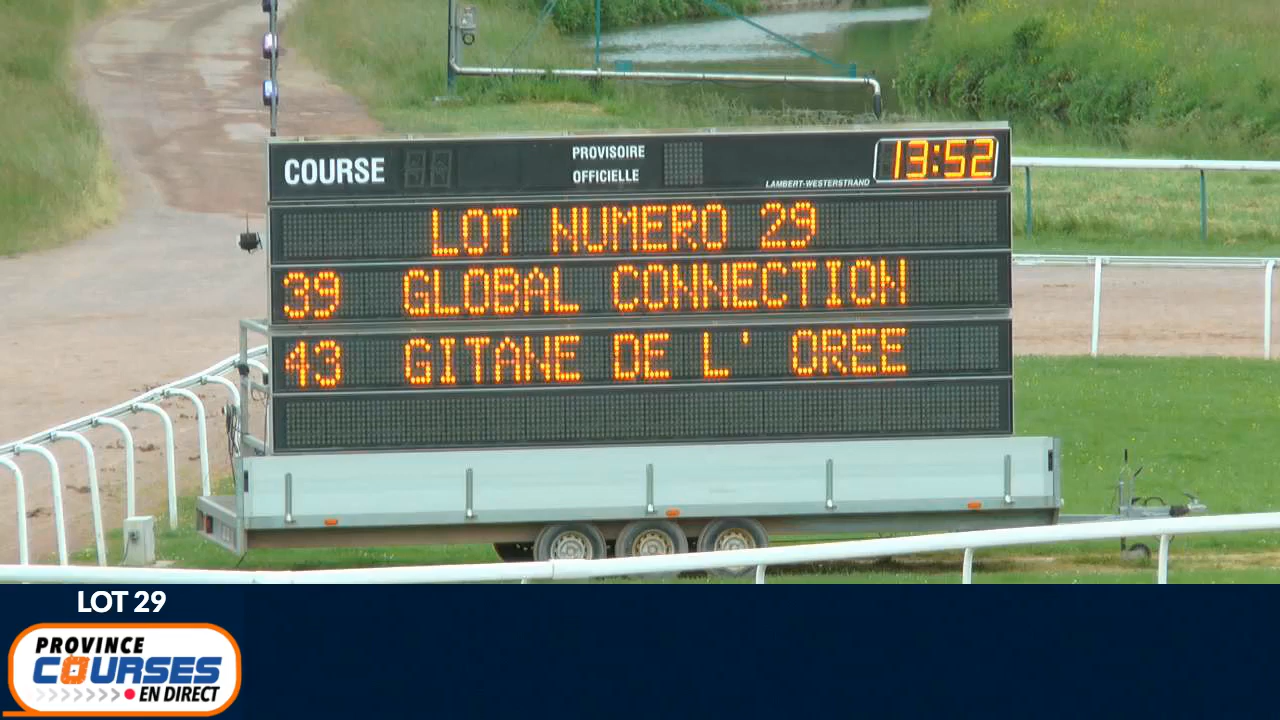 COURSE
PROVISOIRE
OFFICIELLE
LAMBERT-WESTERSTRAND
13:52
LOT NUMERO 29
39 GLOBAL CONNECTION
43 GITANE DE L' OREE
LOT 29
PROVINCE
COURSES
EN DIRECT